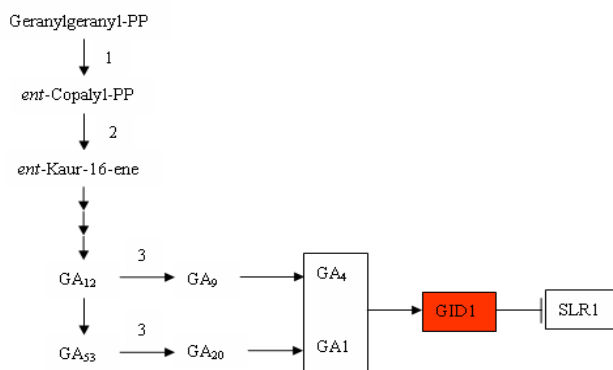 Geranylgeranyl-PP
1
ent-Copalyl-PP
2
ent-Kaur-16-ene
3
GA12 GA9 GA4
GID1 SLR1
3
GA53 GA20 GA1